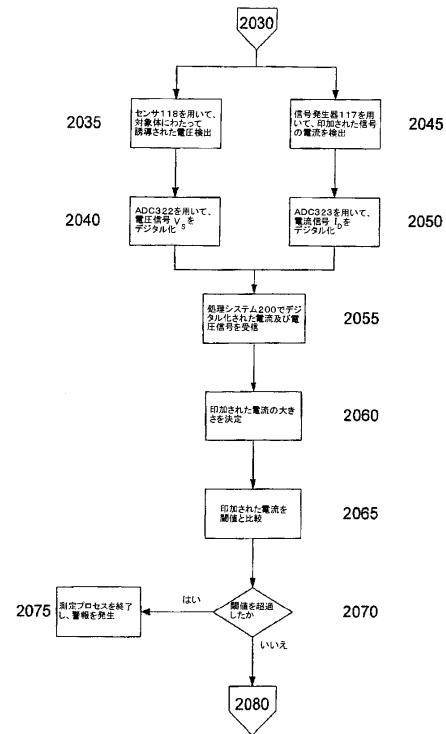 2030
2035
センサ118を用いて、
対象体にわたって
誘導された電圧検出
信号発生器117を用
いて、印加された信号
の電流を検出
2045
2040
ADC322を用いて、
電圧信号 VSを
デジタル化
ADC323を用いて、
電流信号 IDを
デジタル化
2050
処理システム200でデジ
タル化された電流及び電
圧信号を受信
2055
印加された電流の大き
さを決定
2060
印加された電流を
閾値と比較
2065
2075
測定プロセスを終了
し、警報を発生
はい
閾値を超過
したか
2070
いいえ
2080